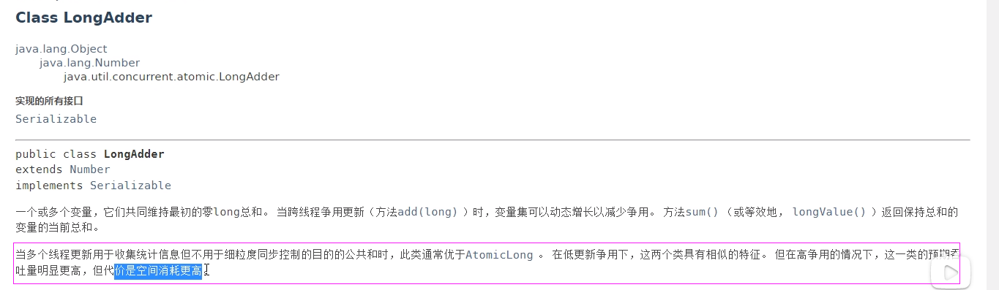 Class LongAdder
java.lang.Object
java.lang.Number
java.util.concurrent.atomic.LongAdder
实现的所有接口
Serializable
public class LongAdder
extends Number
implements Serializable
一个或多个变量，它们共同维持最初的零long总和。 当跨线程争用更新（方法add(long) ）时，变量集可以动态增长以减少争用。 方法sum() （或等效地， longValue() ）返回保持总和的
变量的当前总和。
当多个线程更新用于收集统计信息但不用于细粒度同步控制的目的的公共和时，此类通常优于AtomicLong 。 在低更新争用下，这两个类具有相似的特征。 但在高争用的情况下，这一类的预期吞
吐量明显更高，但代价是空间消耗更高